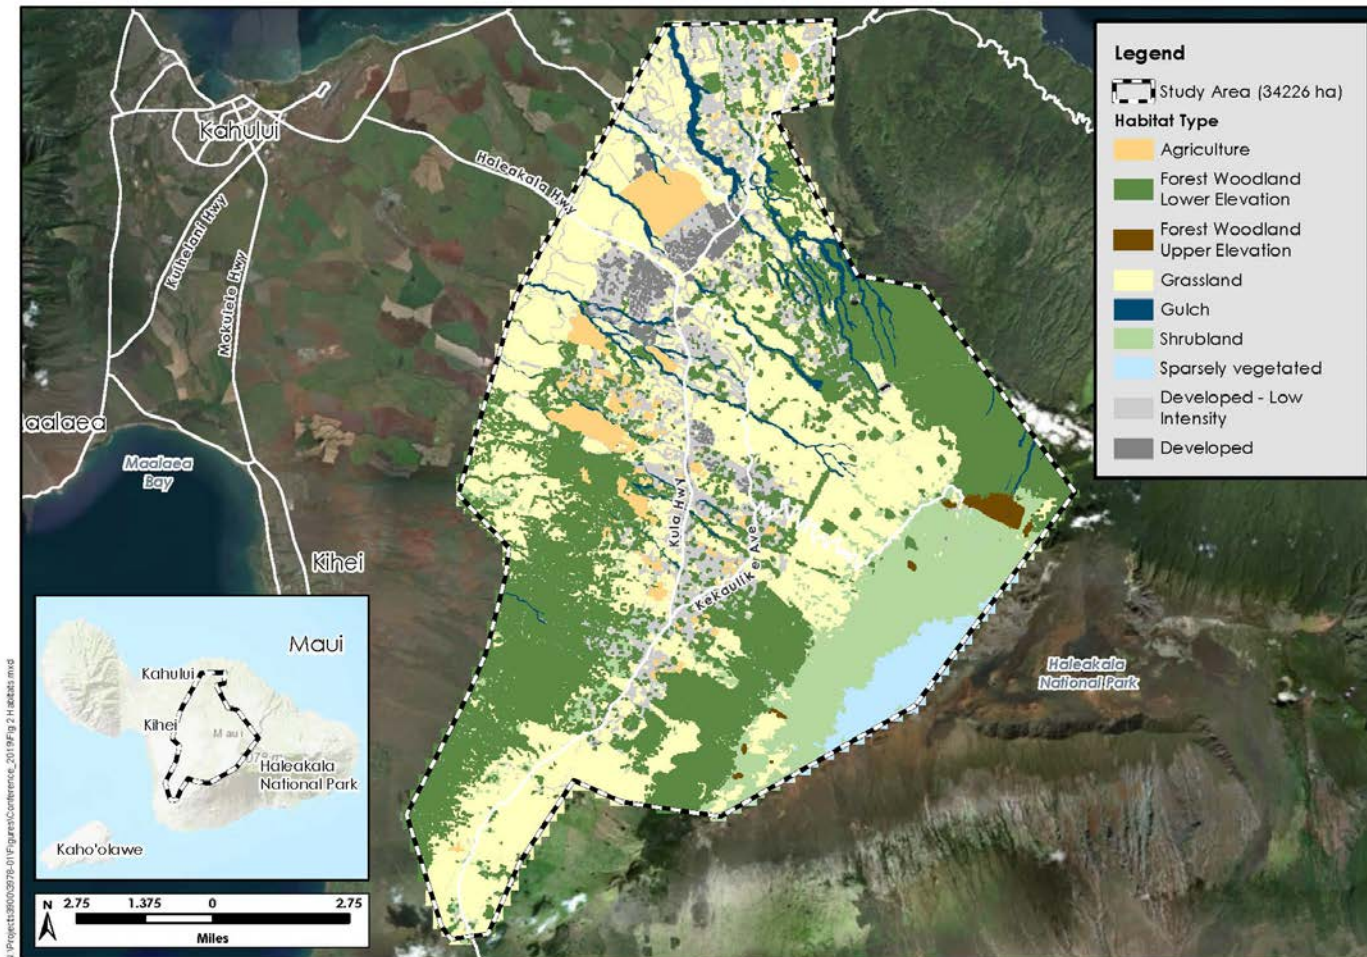 Kahului
Haleakala Hwy
Kuihelani Hwy
Mokulele Hwy
aalaea
Maalaea
Bay
Kihei
Kula Hwy
Kekaulike Ave
Haleakala
National Park
Legend
Study Area (34226 ha)
Habitat Type
Agriculture
Forest Woodland
Lower Elevation
Forest Woodland
Upper Elevation
Grassland
Gulch
Shrubland
Sparsely vegetated
Developed - Low
Intensity
Developed
Maui
Kahului
Kihei
Maui
Haleakala
National Park
Kaho'olawe
N
2.75 1.375 0 2.75
Miles